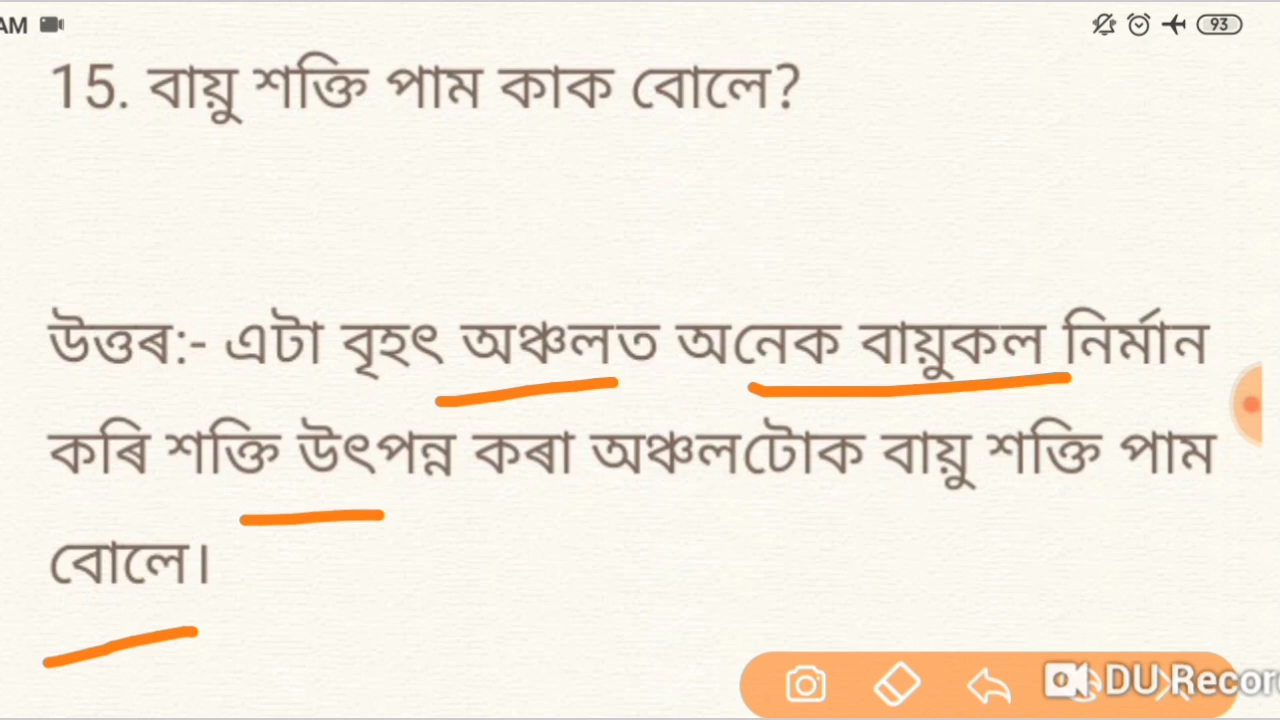 AM
93
15. বায়ু শক্তি পাম কাক বোলে?
উত্তৰ:- এটা বৃহৎ অঞ্চলত অনেক বায়ুকল নিৰ্মান
কৰি শক্তি উৎপন্ন কৰা অঞ্চলটোক বায়ু শক্তি পাম
বোলে।
DU Recor